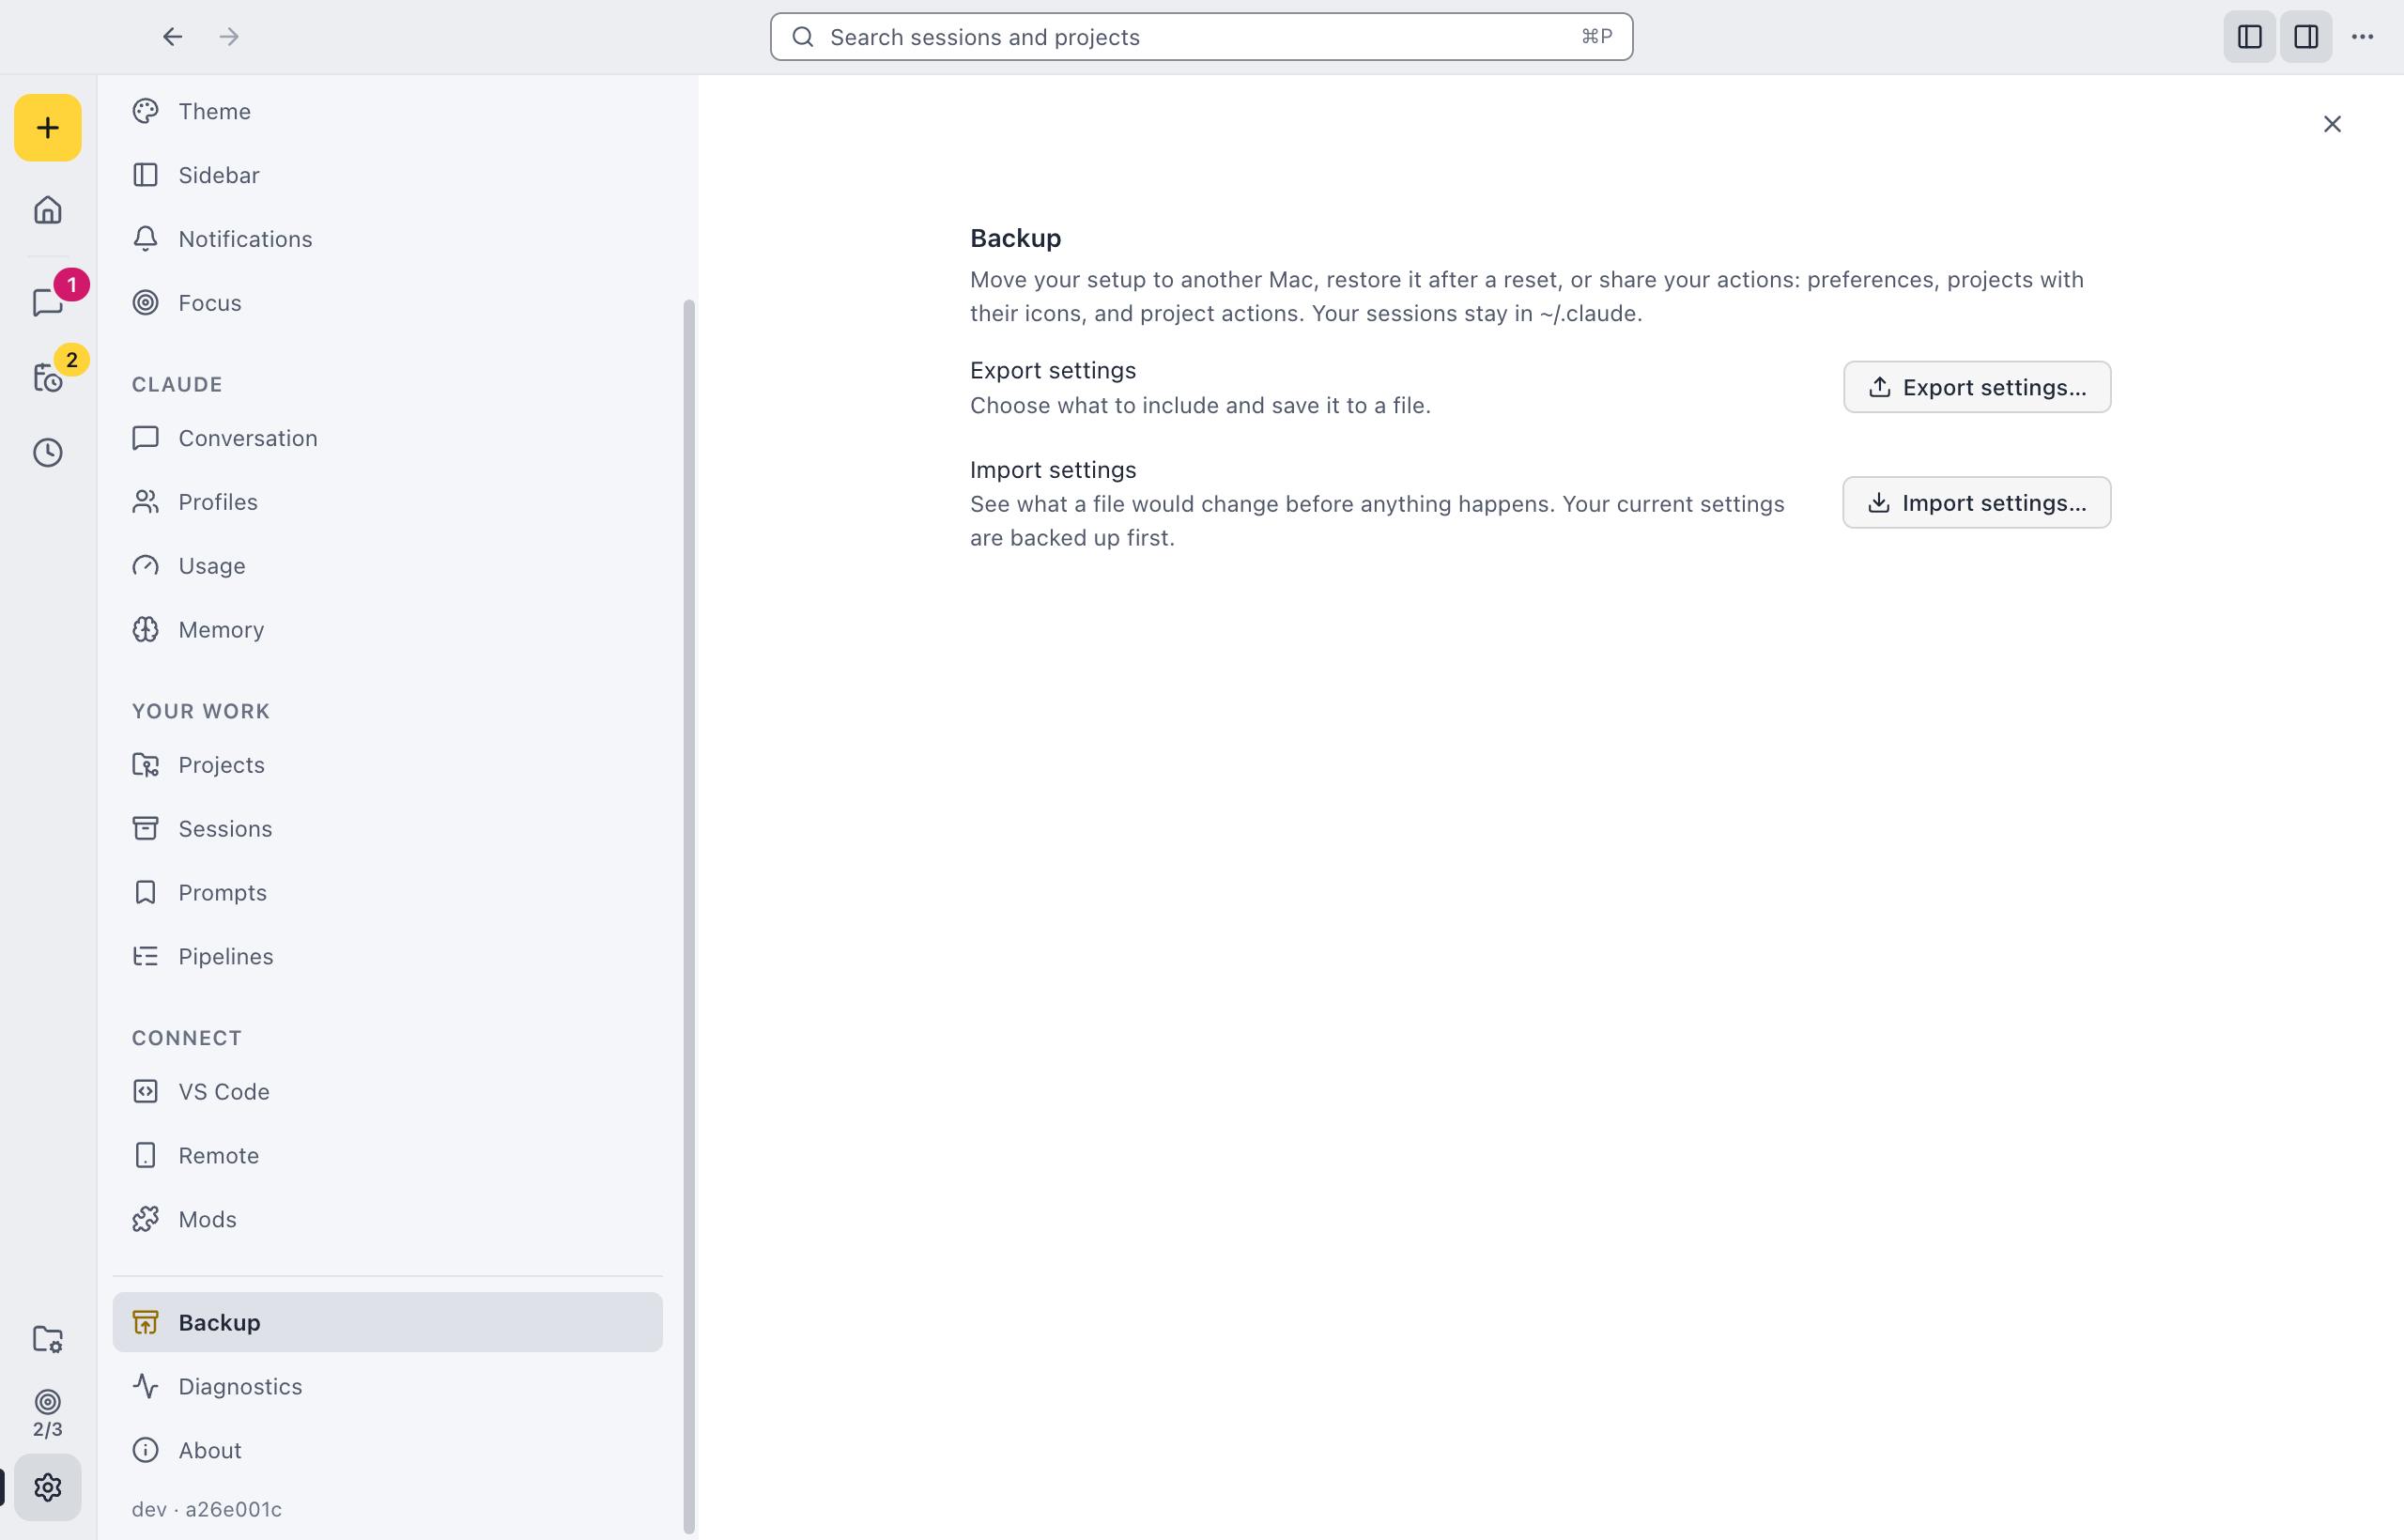 Search sessions and projects ⌘P
1
2
2/3
Theme
Sidebar
Notifications
Focus
CLAUDE
Conversation
Profiles
Usage
Memory
YOUR WORK
Projects
Sessions
Prompts
Pipelines
CONNECT
VS Code
Remote
Mods
Backup
Diagnostics
About
dev · a26e001c
Backup
Move your setup to another Mac, restore it after a reset, or share your actions: preferences, projects with
their icons, and project actions. Your sessions stay in ~/.claude.
Export settings
Choose what to include and save it to a file.
Export settings...
Import settings
See what a file would change before anything happens. Your current settings
are backed up first.
Import settings...